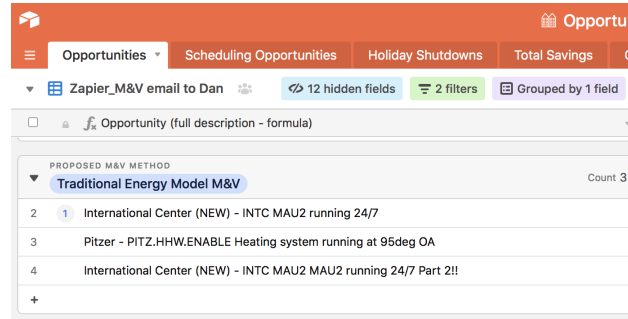 Opportu
Opportunities
Scheduling Opportunities
Holiday Shutdowns
Total Savings
Zapier_M&V email to Dan
12 hidden fields
2 filters
Grouped by 1 field
fx Opportunity (full description - formula)
PROPOSED M&V METHOD
Traditional Energy Model M&V
Count 3
2 1 International Center (NEW) - INTC MAU2 running 24/7
3 Pitzer - PITZ.HHW.ENABLE Heating system running at 95deg OA
4 International Center (NEW) - INTC MAU2 MAU2 running 24/7 Part 2!!
+